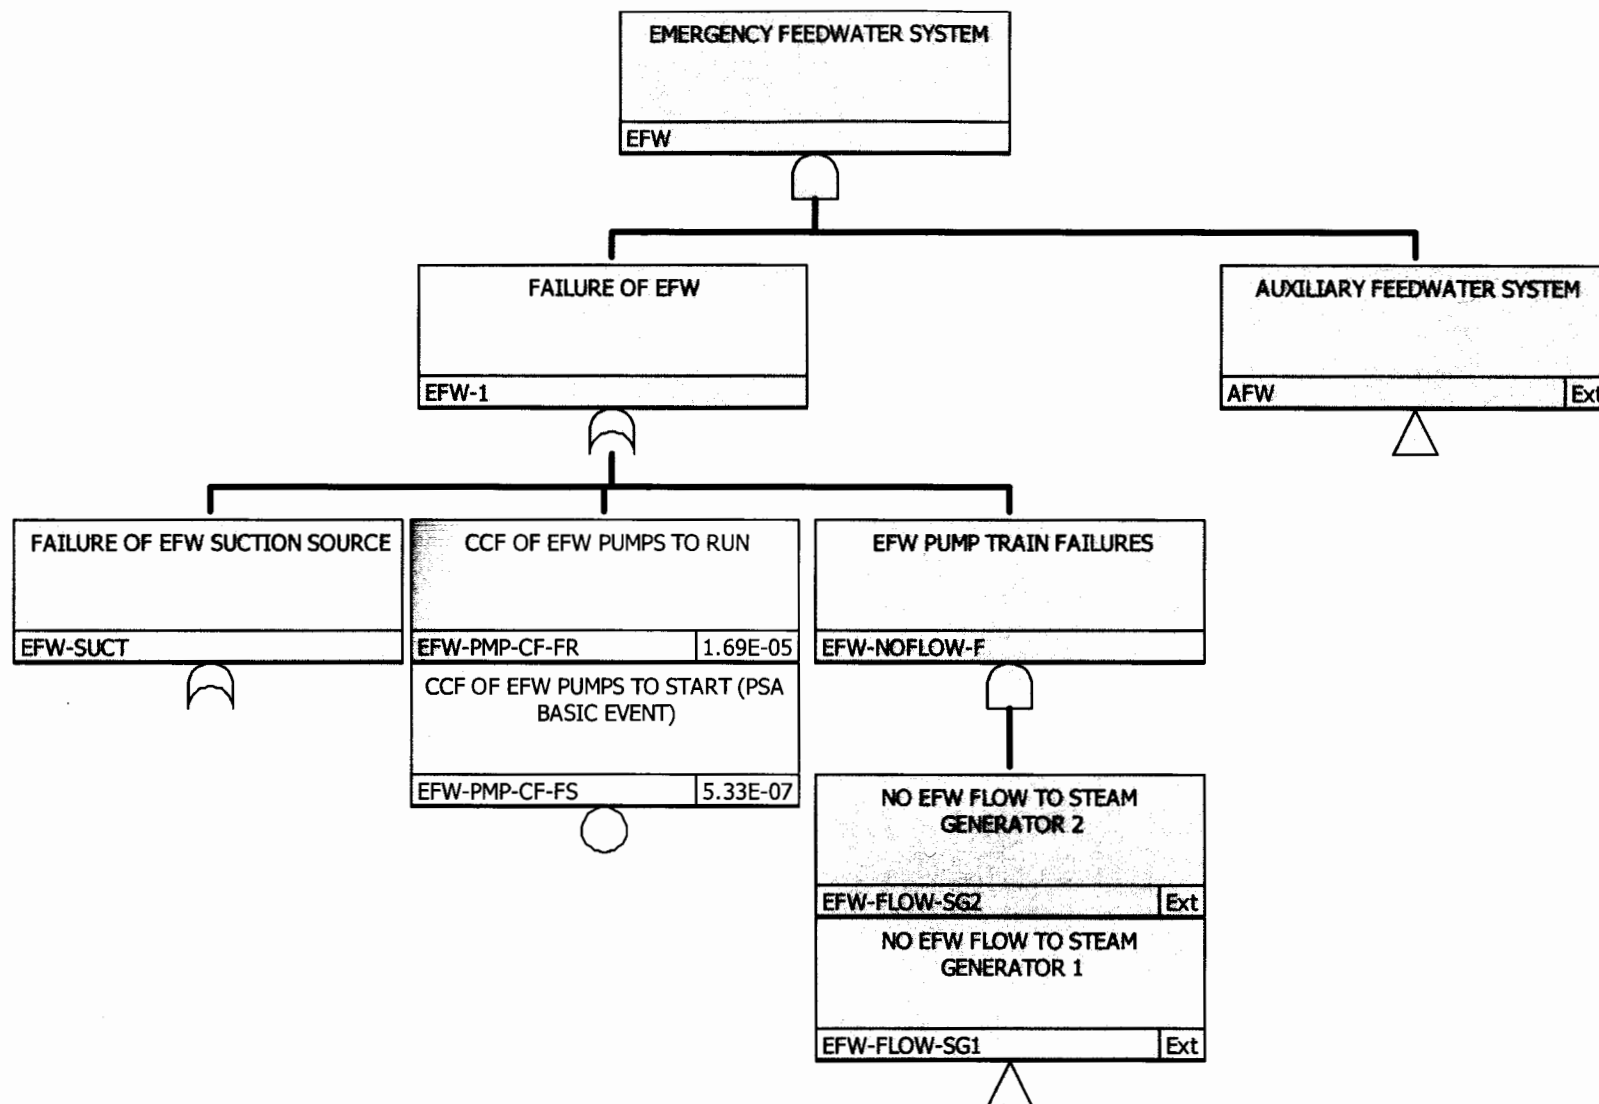 EMERGENCY FEEDWATER SYSTEM
EFW
FAILURE OF EFW
EFW-1
AUXILIARY FEEDWATER SYSTEM
AFW
Ext
FAILURE OF EFW SUCTION SOURCE
EFW-SUCT
CCF OF EFW PUMPS TO RUN
EFW-PMP-CF-FR
1.69E-05
CCF OF EFW PUMPS TO START (PSA
BASIC EVENT)
EFW-PMP-CF-FS
5.33E-07
EFW PUMP TRAIN FAILURES
EFW-NOFLOW-F
NO EFW FLOW TO STEAM
GENERATOR 2
EFW-FLOW-SG2
Ext
NO EFW FLOW TO STEAM
GENERATOR 1
EFW-FLOW-SG1
Ext